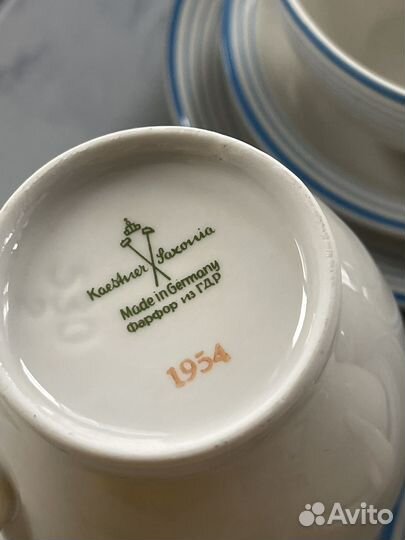 Kaestner Saxonia
Made in Germany
Фарфор из ГДР
1954
Avito